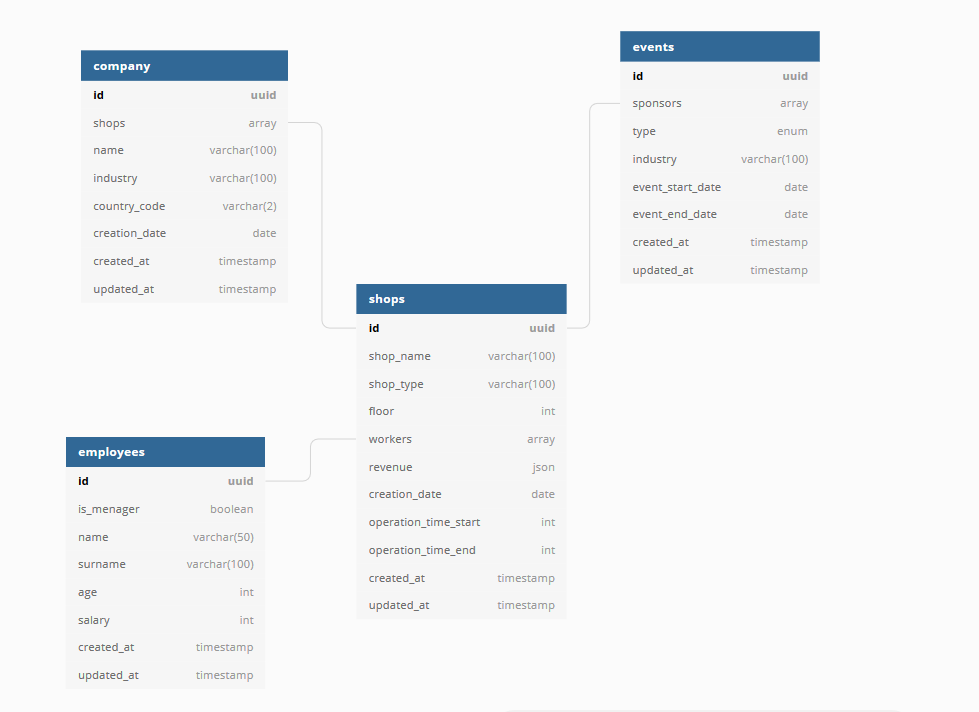 company
id uuid
shops array
name varchar(100)
industry varchar(100)
country_code varchar(2)
creation_date date
created_at timestamp
updated_at timestamp
events
id uuid
sponsors array
type enum
industry varchar(100)
event_start_date date
event_end_date date
created_at timestamp
updated_at timestamp
shops
id uuid
shop_name varchar(100)
shop_type varchar(100)
floor int
workers array
revenue json
creation_date date
operation_time_start int
operation_time_end int
created_at timestamp
updated_at timestamp
employees
id uuid
is_menager boolean
name varchar(50)
surname varchar(100)
age int
salary int
created_at timestamp
updated_at timestamp